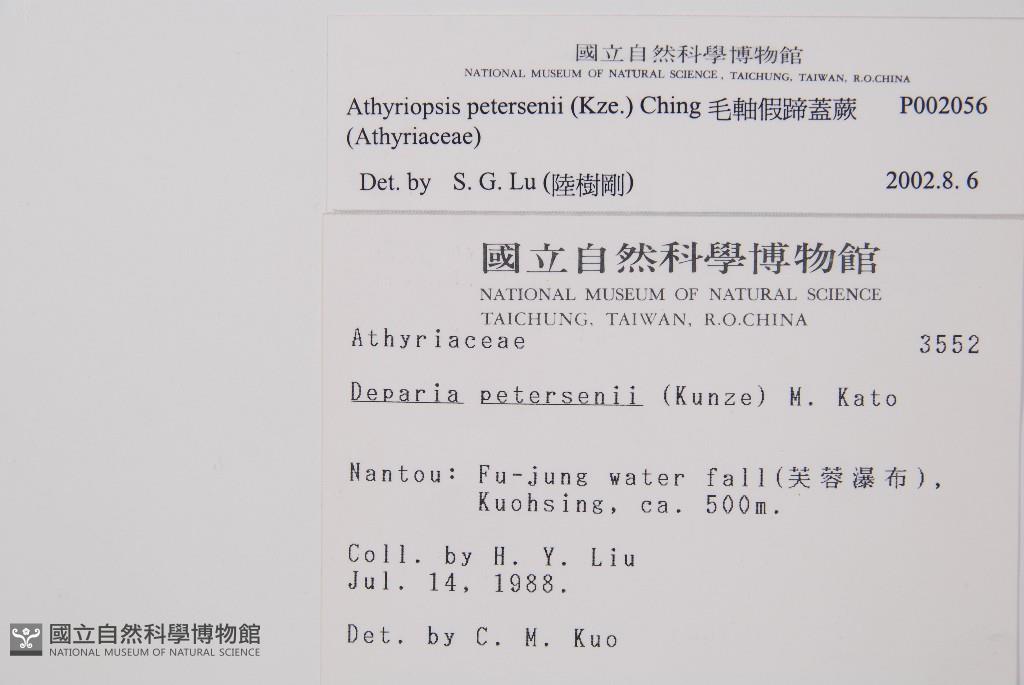 國立自然科學博物館
NATIONAL MUSEUM OF NATURAL SCIENCE, TAICHUNG, TAIWAN, R.O.CHINA
Athyriopsis petersenii (Kze.) Ching 毛軸假蹄蓋蕨 P002056
(Athyriaceae)
Det. by S. G. Lu (陸樹剛) 2002.8. 6
國立自然科學博物館
NATIONAL MUSEUM OF NATURAL SCIENCE
TAICHUNG, TAIWAN, R.O.CHINA
Athyriaceae 3552
Deparia petersenii (Kunze) M. Kato
Nantou: Fu-jung water fall(芙蓉瀑布),
Kuohsing, ca. 500m.
Coll. by H. Y. Liu
Jul. 14, 1988.
Det. by C. M. Kuo
國立自然科學博物館
NATIONAL MUSEUM OF NATURAL SCIENCE